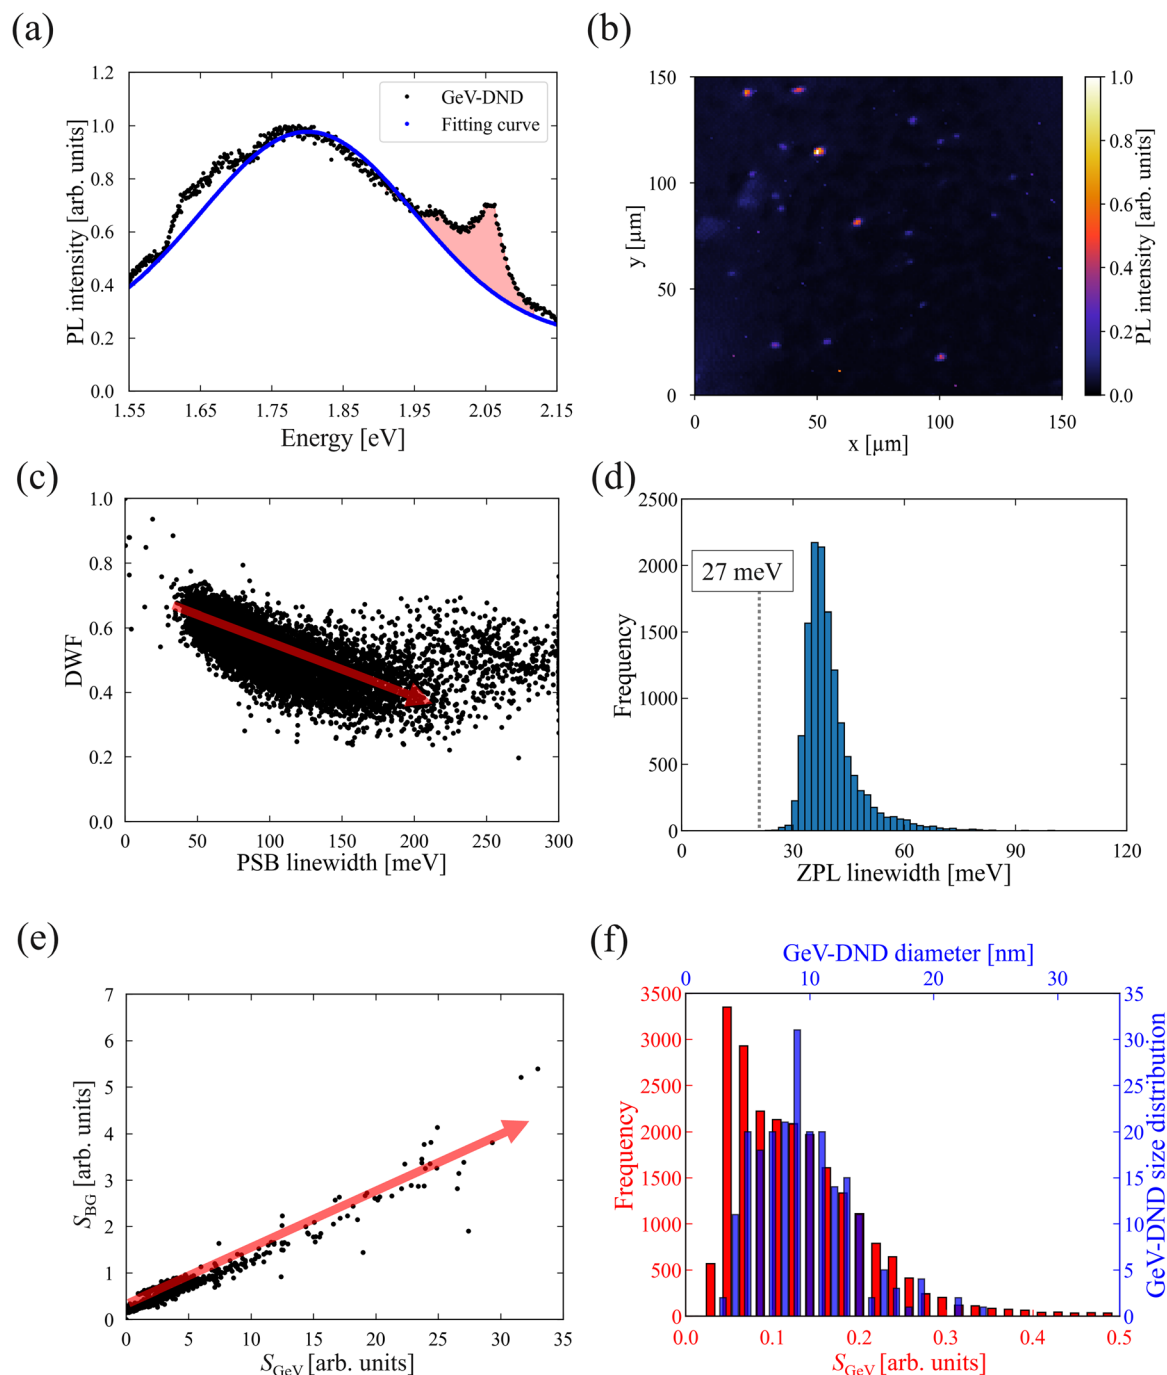 (a)
PL intensity [arb. units]
1.2
1.0
0.8
0.6
0.4
0.2
0.0
GeV-DND
Fitting curve
1.55 1.65 1.75 1.85 1.95 2.05 2.15
Energy [eV]
(b)
y [μm]
150
100
50
0
0 50 100 150
x [μm]
1.0
0.8
0.6
0.4
0.2
0.0
PL intensity [arb. units]
(c)
DWF
1.0
0.8
0.6
0.4
0.2
0.0
0 50 100 150 200 250 300
PSB linewidth [meV]
(d)
Frequency
2500
2000
1500
1000
500
0
27 meV
0 30 60 90 120
ZPL linewidth [meV]
(e)
SBG [arb. units]
7
6
5
4
3
2
1
0
0 5 10 15 20 25 30 35
SGeV [arb. units]
(f)
GeV-DND diameter [nm]
0 10 20 30
Frequency
3500
3000
2500
2000
1500
1000
500
0
35
30
25
20
15
10
5
0
GeV-DND size distribution
0.0 0.1 0.2 0.3 0.4 0.5
SGeV [arb. units]